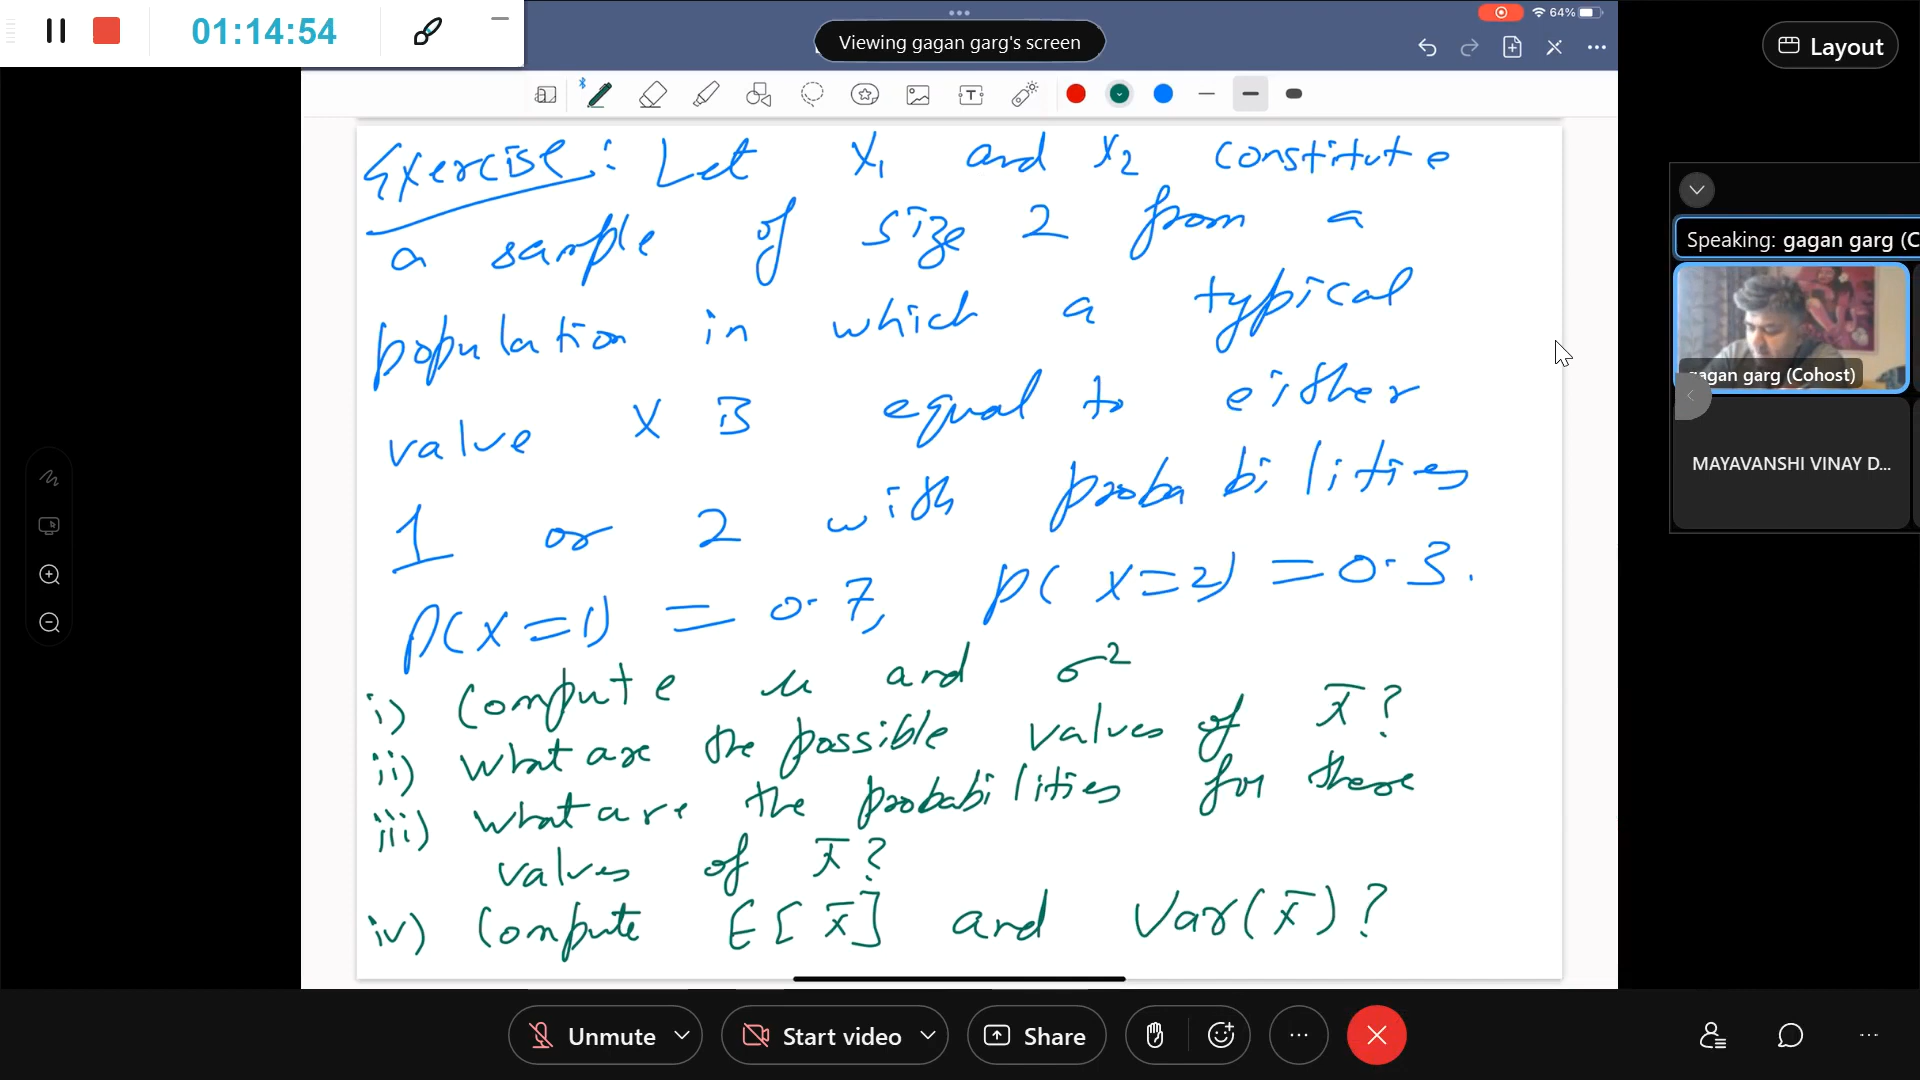 01:14:54
Viewing gagan garg's screen
64%
Layout
Exercise: Let X₁ and X₂ constitute
a sample of size 2 from a
population in which a typical
value X is equal to either
1 or 2 with probabilities
P(X=1) = 0.7, P(X=2) = 0.3.
i) Compute μ and σ²
ii) What are the possible values of X̄?
iii) What are the probabilities for these
values of X̄?
iv) Compute E[X̄] and Var(X̄)?
Speaking: gagan garg (C
gagan garg (Cohost)
MAYAVANSHI VINAY D...
Unmute
Start video
Share